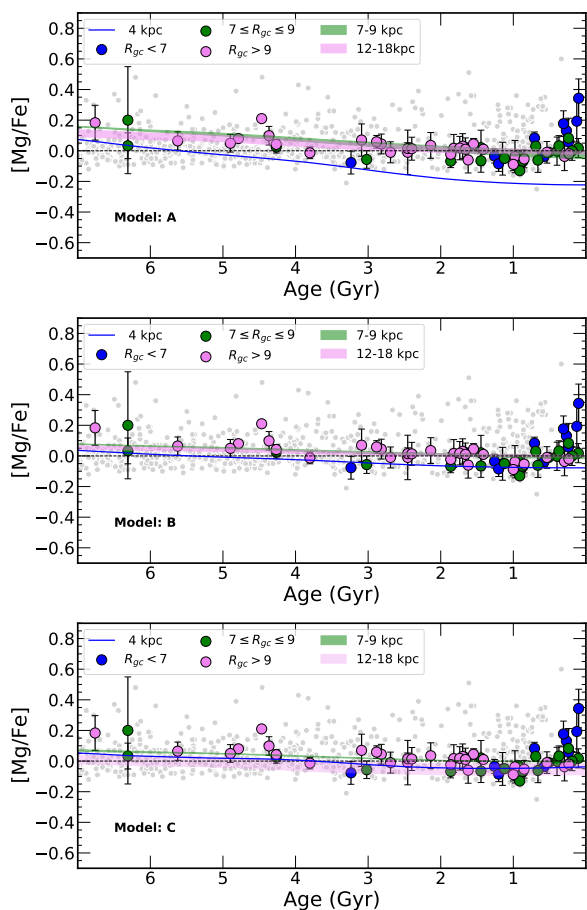 4 kpc
7 ≤ R_gc ≤ 9
7-9 kpc
R_gc < 7
R_gc > 9
12-18kpc
[Mg/Fe]
0.8
0.6
0.4
0.2
0.0
−0.2
−0.4
−0.6
Model: A
6
5
4
3
2
1
Age (Gyr)
4 kpc
7 ≤ R_gc ≤ 9
7-9 kpc
R_gc < 7
R_gc > 9
12-18 kpc
[Mg/Fe]
0.8
0.6
0.4
0.2
0.0
−0.2
−0.4
−0.6
Model: B
6
5
4
3
2
1
Age (Gyr)
4 kpc
7 ≤ R_gc ≤ 9
7-9 kpc
R_gc < 7
R_gc > 9
12-18 kpc
[Mg/Fe]
0.8
0.6
0.4
0.2
0.0
−0.2
−0.4
−0.6
Model: C
6
5
4
3
2
1
Age (Gyr)